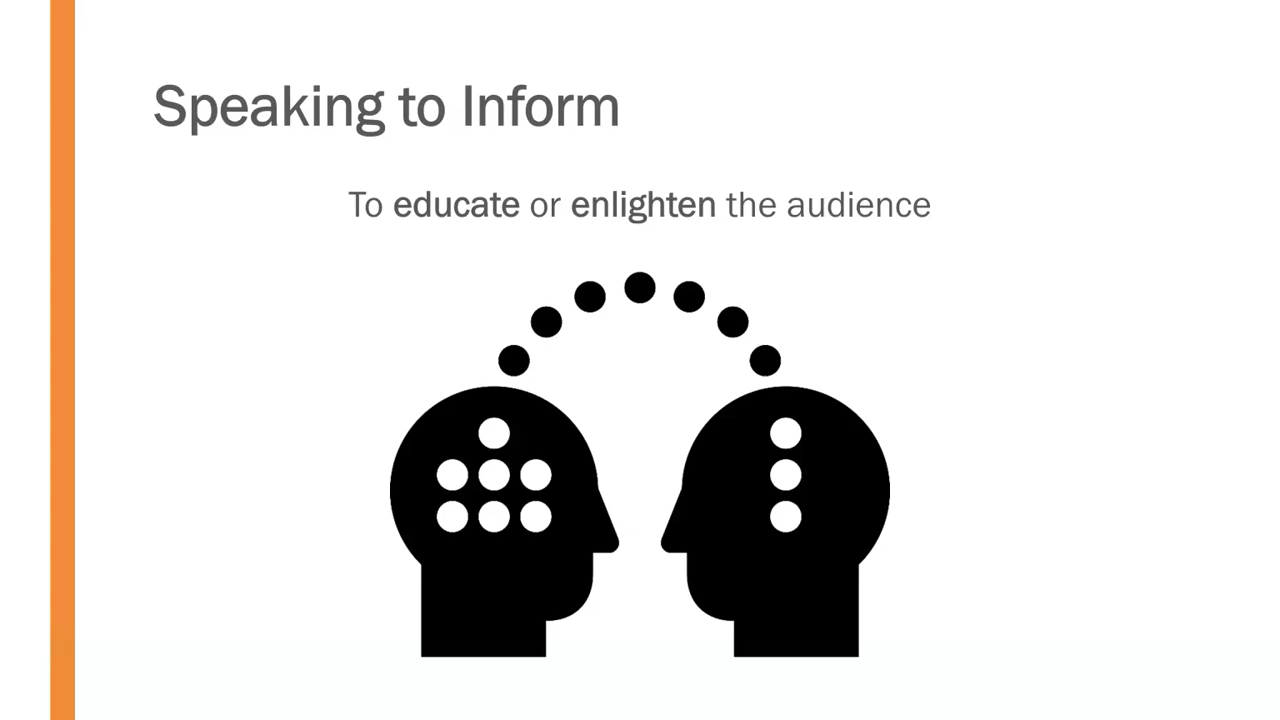 Speaking to Inform
To educate or enlighten the audience